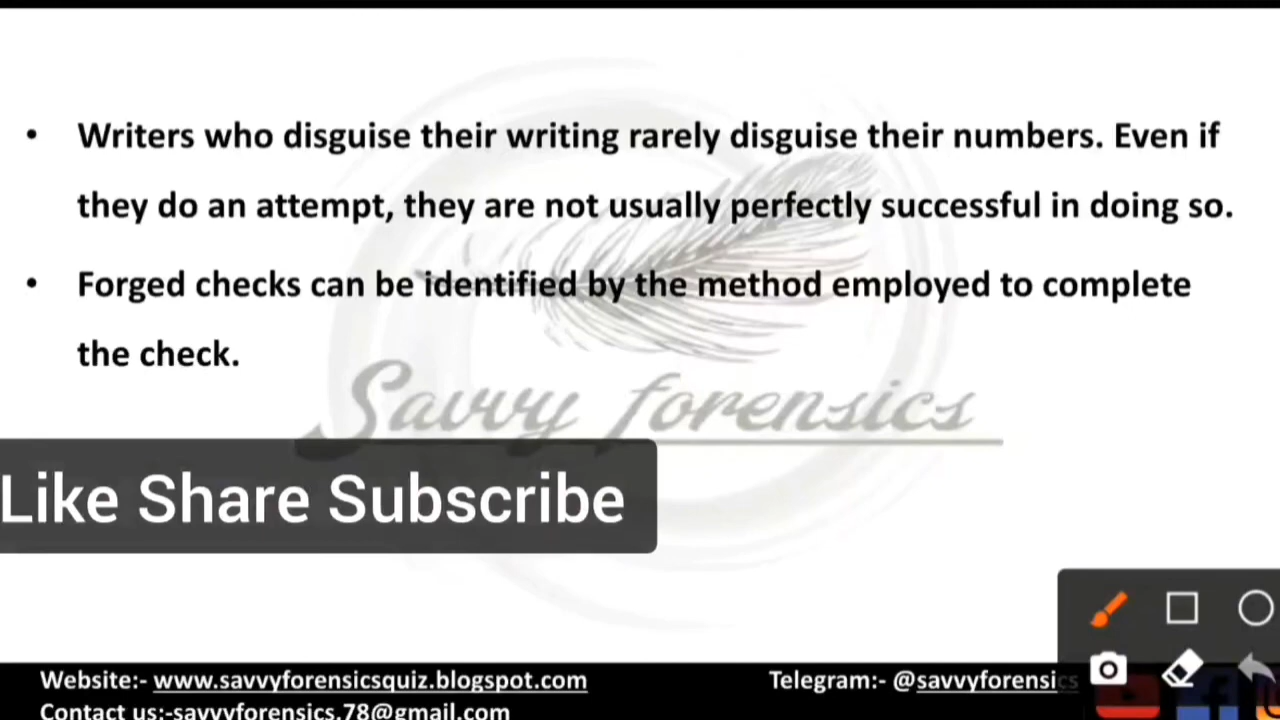 • Writers who disguise their writing rarely disguise their numbers. Even if
they do an attempt, they are not usually perfectly successful in doing so.
• Forged checks can be identified by the method employed to complete
the check.
Savvy forensics
Like Share Subscribe
Website:- www.savvyforensicsquiz.blogspot.com
Telegram:- @savvyforensics
Contact us:-savvyforensics.78@gmail.com